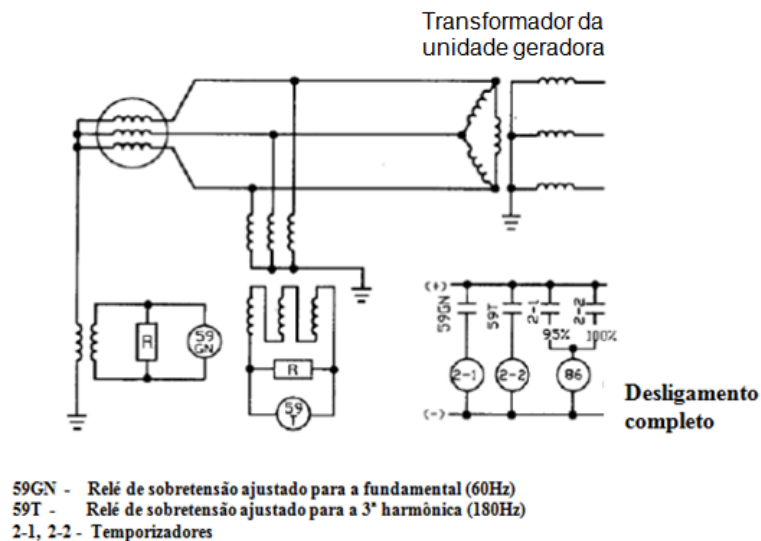 Transformador da
unidade geradora
R
59
GN
R
59
T
(+)
59GN
59T
2-1
2-2
95%
100%
2-1
2-2
86
(-)
Desligamento
completo
59GN - Relé de sobretensão ajustado para a fundamental (60Hz)
59T - Relé de sobretensão ajustado para a 3ª harmônica (180Hz)
2-1, 2-2 - Temporizadores